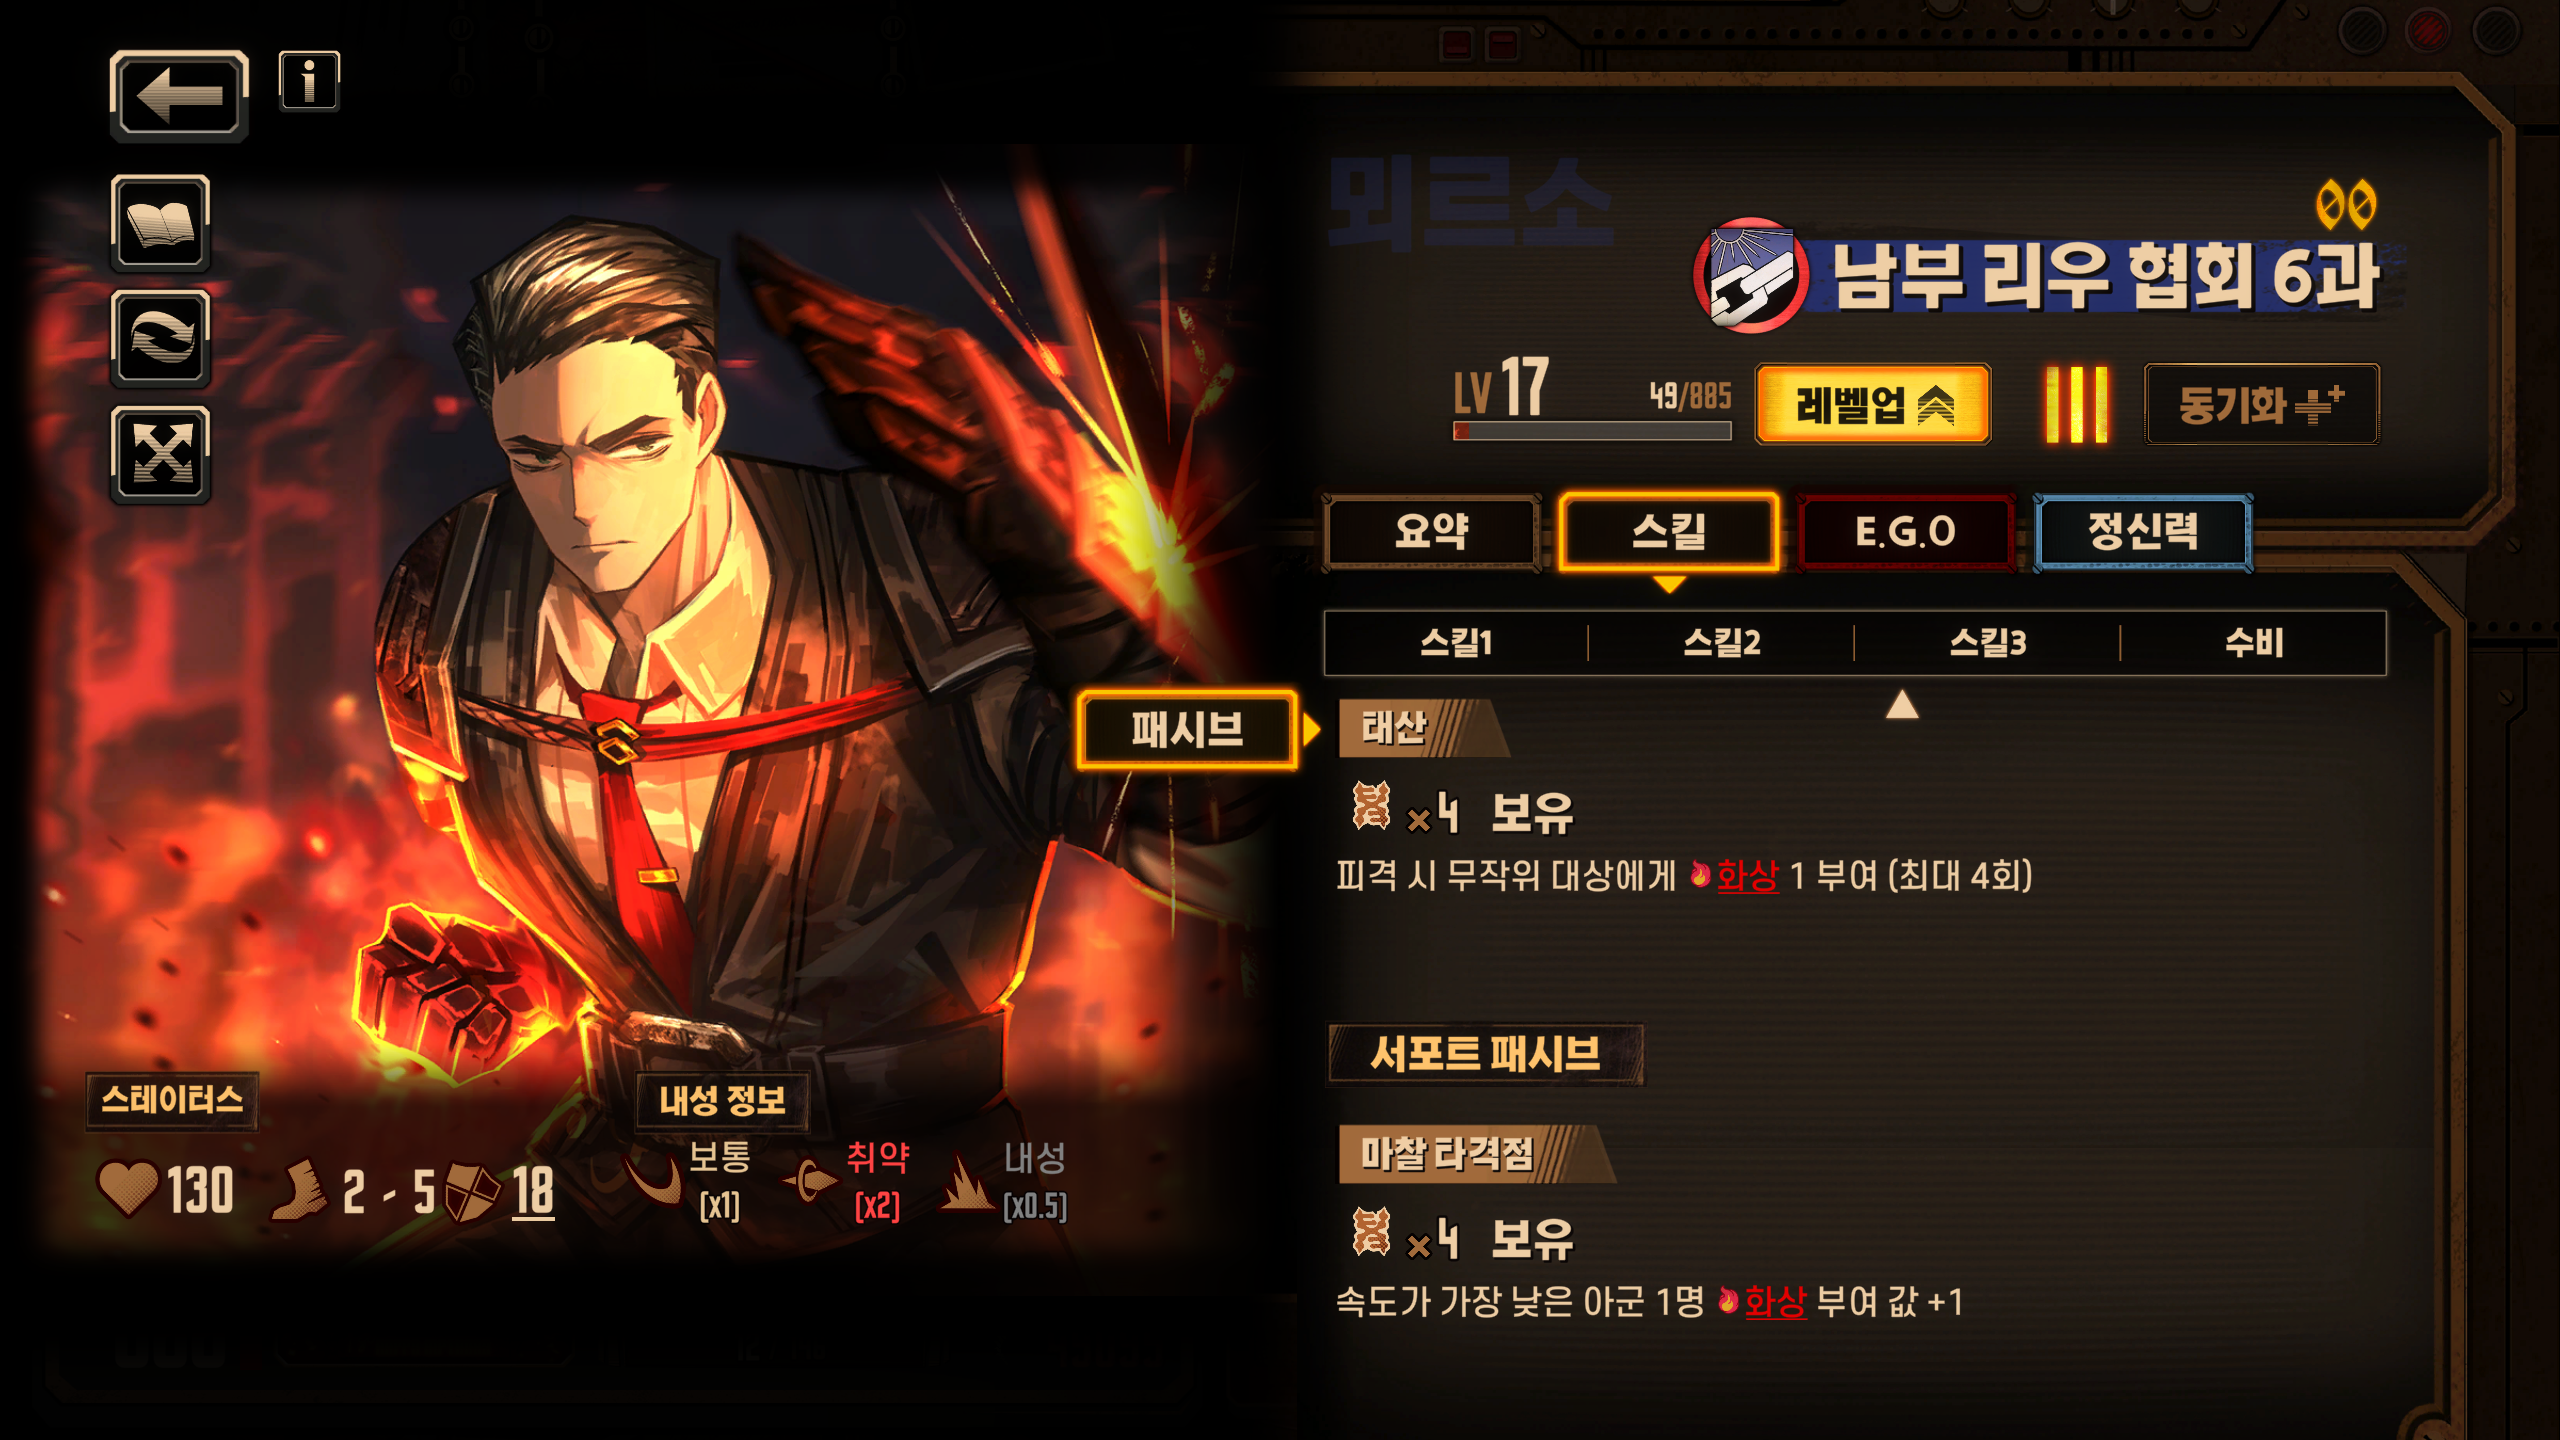 뫼르소
남부 리우 협회 6과
LV 17
49/885
레벨업
동기화
요약
스킬
E.G.O
정신력
스킬1
스킬2
스킬3
수비
패시브
태산
×4 보유
피격 시 무작위 대상에게 화상 1 부여 (최대 4회)
서포트 패시브
마찰 타격점
×4 보유
속도가 가장 낮은 아군 1명 화상 부여 값 +1
스테이터스
130
2 - 5
18
내성 정보
보통
[x1]
취약
[x2]
내성
[x0.5]